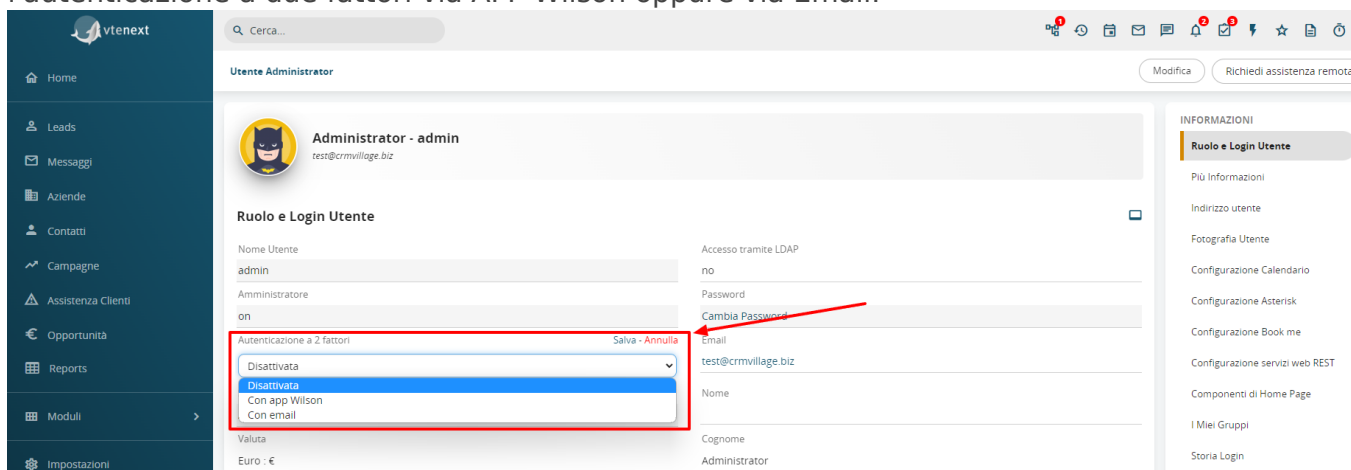 l'autenticazione a due fattori via APP Wilson oppure via Email.
vtenext
Cerca...
1
2
3
Home
Utente Administrator
Modifica
Richiedi assistenza remota
Leads
Messaggi
Aziende
Contatti
Campagne
Assistenza Clienti
€ Opportunità
Reports
Moduli
Impostazioni
Administrator - admin
test@crmvillage.biz
Ruolo e Login Utente
Nome Utente
admin
Accesso tramite LDAP
no
Amministratore
on
Password
Cambia Password
Autenticazione a 2 fattori
Salva - Annulla
Disattivata
Disattivata
Con app Wilson
Con email
Email
test@crmvillage.biz
Nome
Valuta
Euro : €
Cognome
Administrator
INFORMAZIONI
Ruolo e Login Utente
Più Informazioni
Indirizzo utente
Fotografia Utente
Configurazione Calendario
Configurazione Asterisk
Configurazione Book me
Configurazione servizi web REST
Componenti di Home Page
I Miei Gruppi
Storia Login